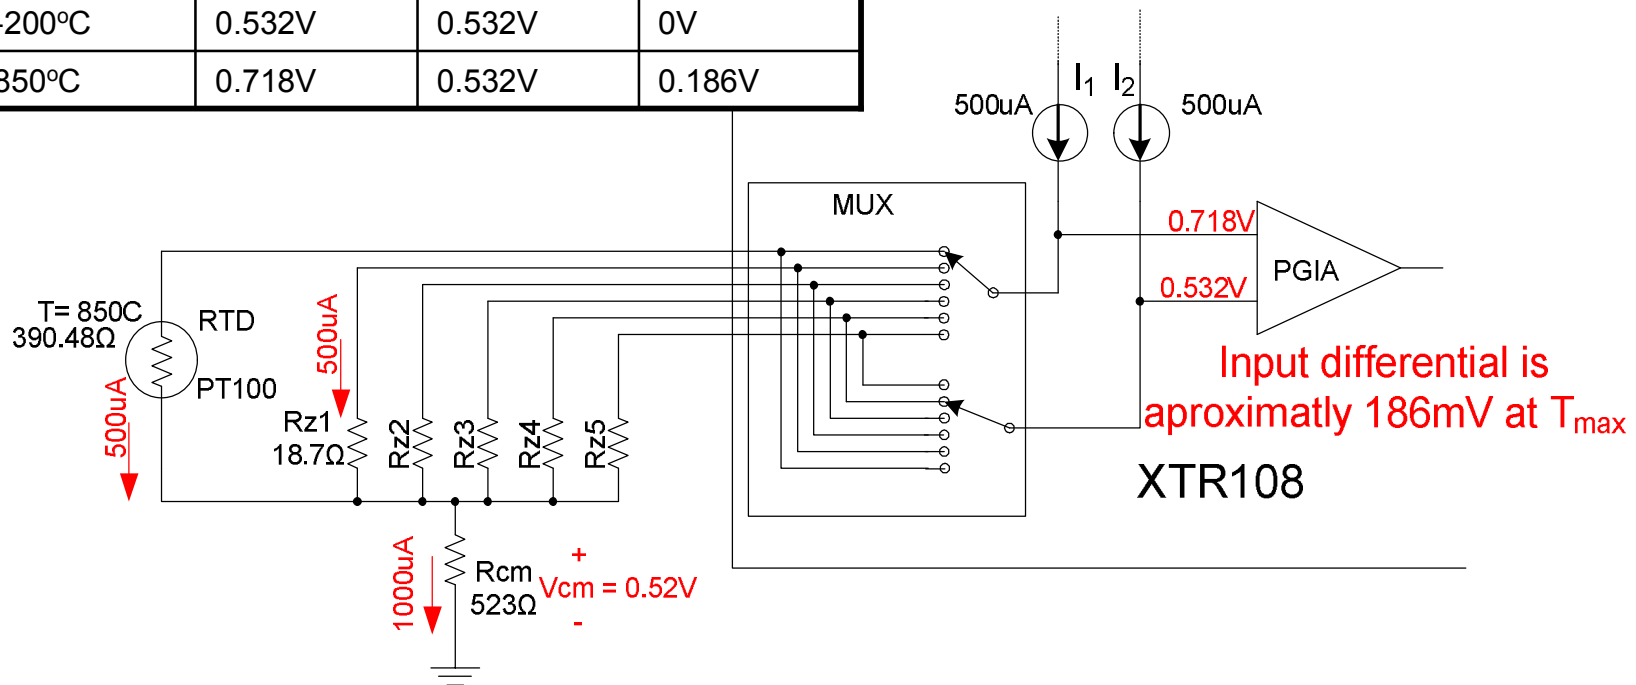 -200ºC 0.532V 0.532V 0V
850ºC 0.718V 0.532V 0.186V
I1 I2
500uA 500uA
MUX
0.718V
PGIA
0.532V
T= 850C
390.48Ω
RTD
PT100
500uA
500uA
Rz1
18.7Ω
Rz2
Rz3
Rz4
Rz5
Input differential is
aproximatly 186mV at Tmax
XTR108
1000uA
Rcm
523Ω
+
Vcm = 0.52V
-